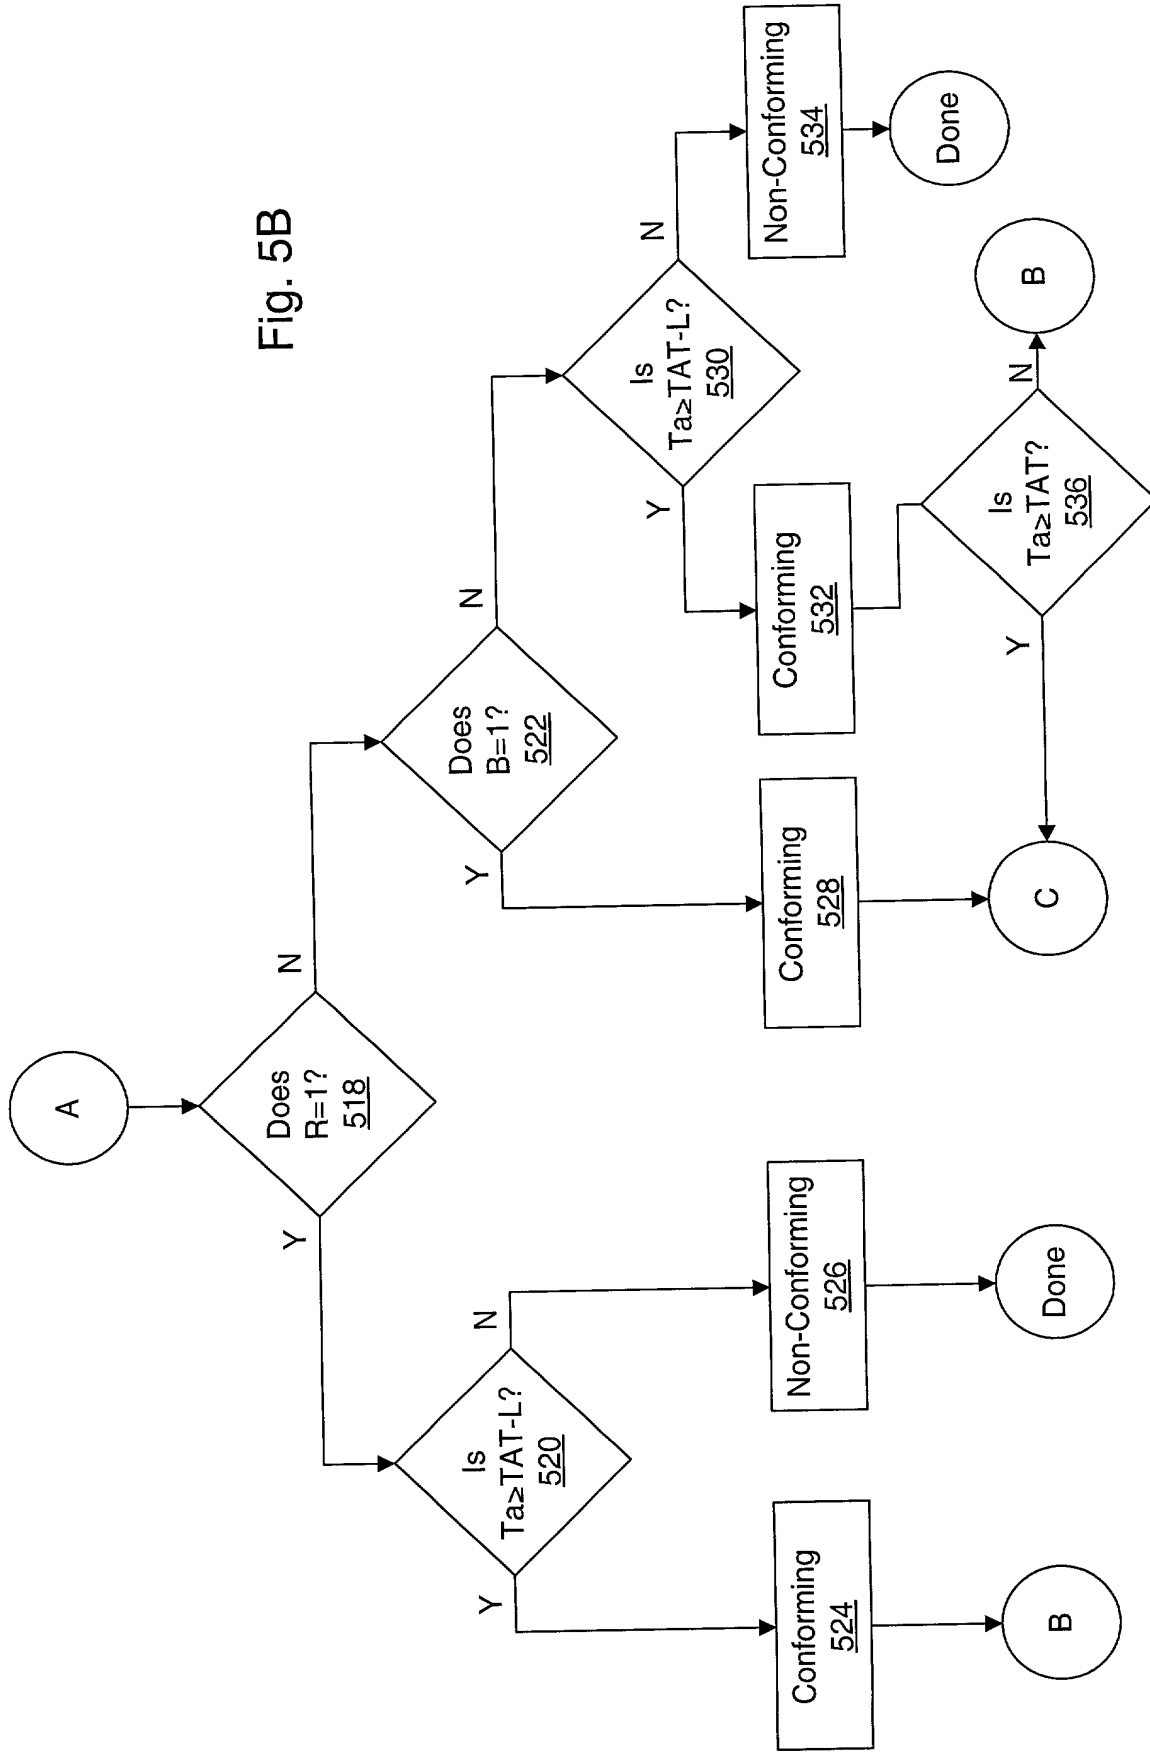 Fig. 5B
A
Does
R=1?
518
Y
N
Is
Ta≥TAT-L?
520
Y
N
Does
B=1?
522
Y
N
Conforming
524
B
Non-Conforming
526
Done
Conforming
528
C
Is
Ta≥TAT-L?
530
Y
N
Conforming
532
Non-Conforming
534
Done
Is
Ta≥TAT?
536
Y
N
B